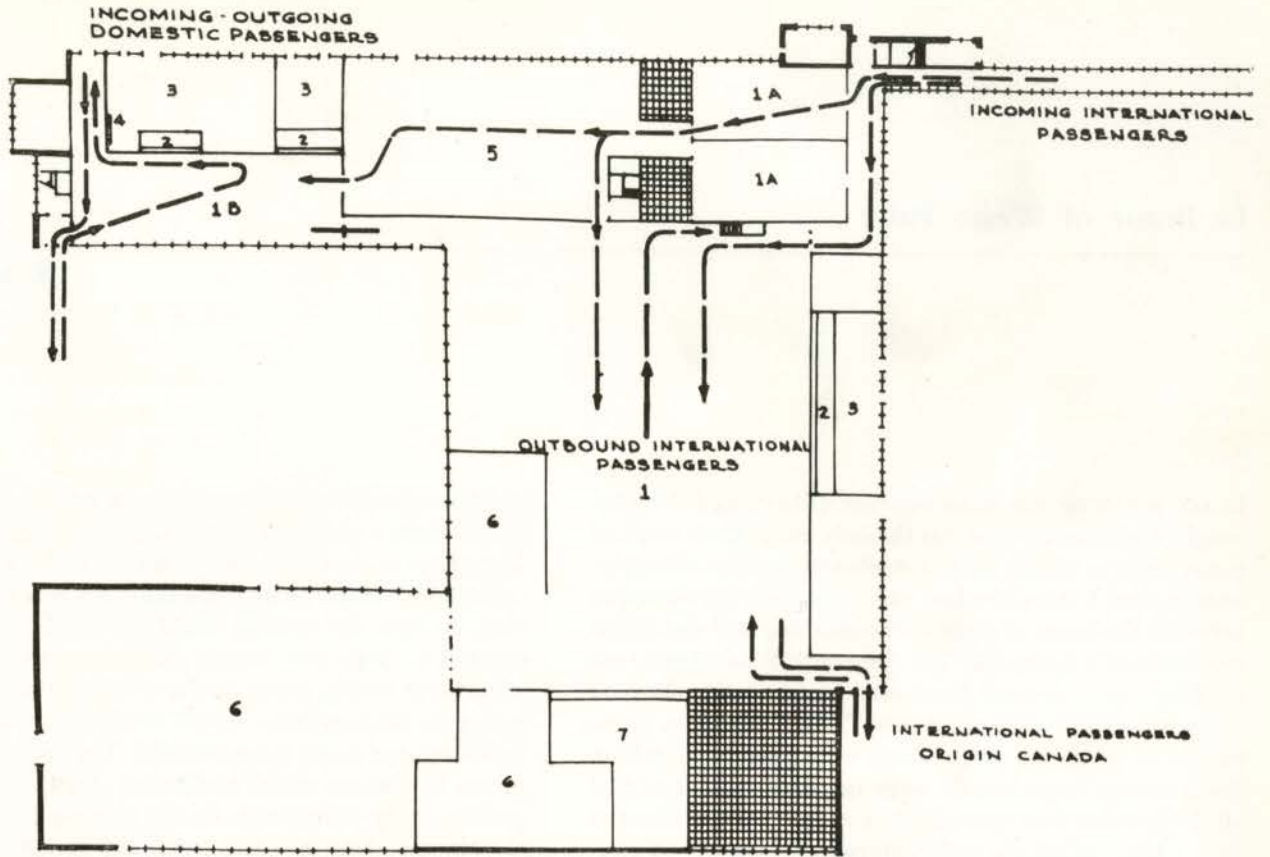 INCOMING - OUTGOING
DOMESTIC PASSENGERS
3
3
1A
INCOMING INTERNATIONAL
PASSENGERS
4
2
2
5
1A
1B
2
3
OUTBOUND INTERNATIONAL
PASSENGERS
1
6
6
7
6
INTERNATIONAL PASSENGERS
ORIGIN CANADA